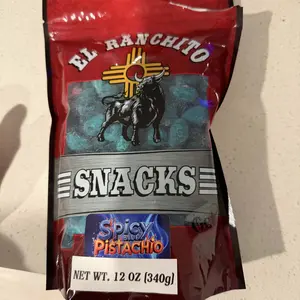 EL RANCHITO
SNACKS
Spicy
PISTACHIO
NET WT. 12 OZ (340g)